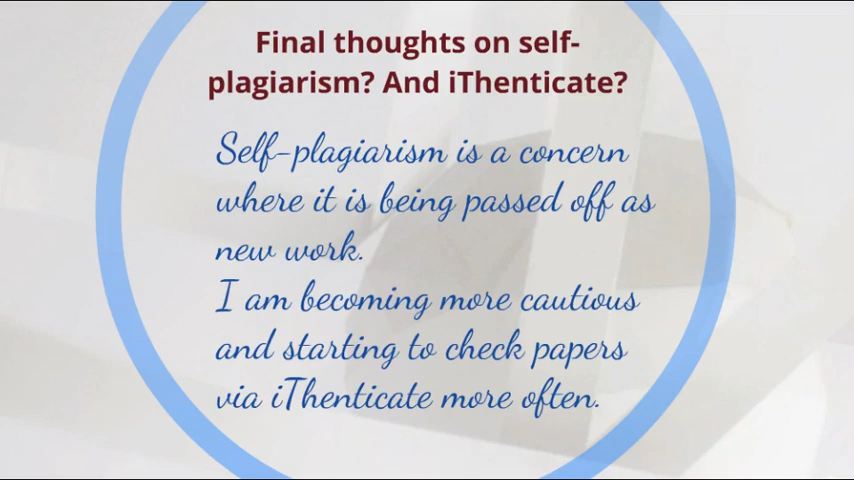 Final thoughts on self-
plagiarism? And iThenticate?
Self-plagiarism is a concern
where it is being passed off as
new work.
I am becoming more cautious
and starting to check papers
via iThenticate more often.